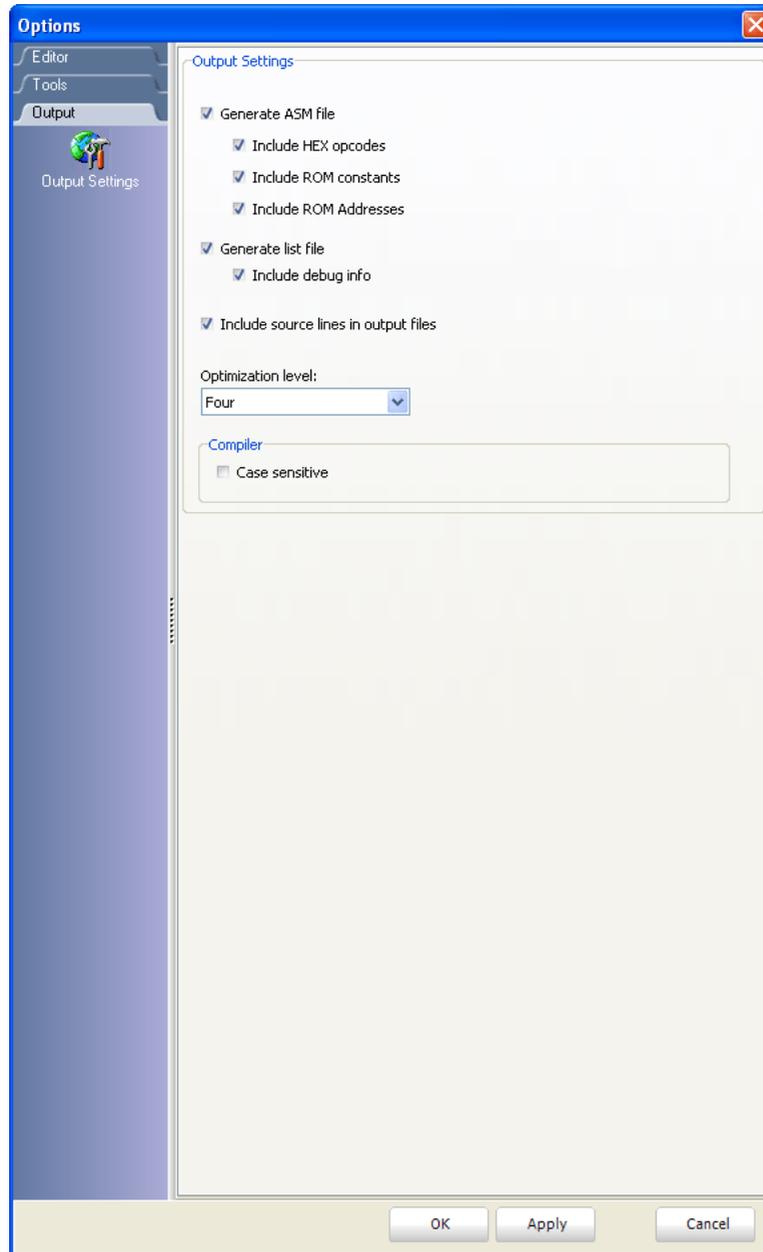 Options
Editor
Tools
Output
Output Settings
Output Settings
Generate ASM file
Include HEX opcodes
Include ROM constants
Include ROM Addresses
Generate list file
Include debug info
Include source lines in output files
Optimization level:
Four
Compiler
Case sensitive
OK
Apply
Cancel